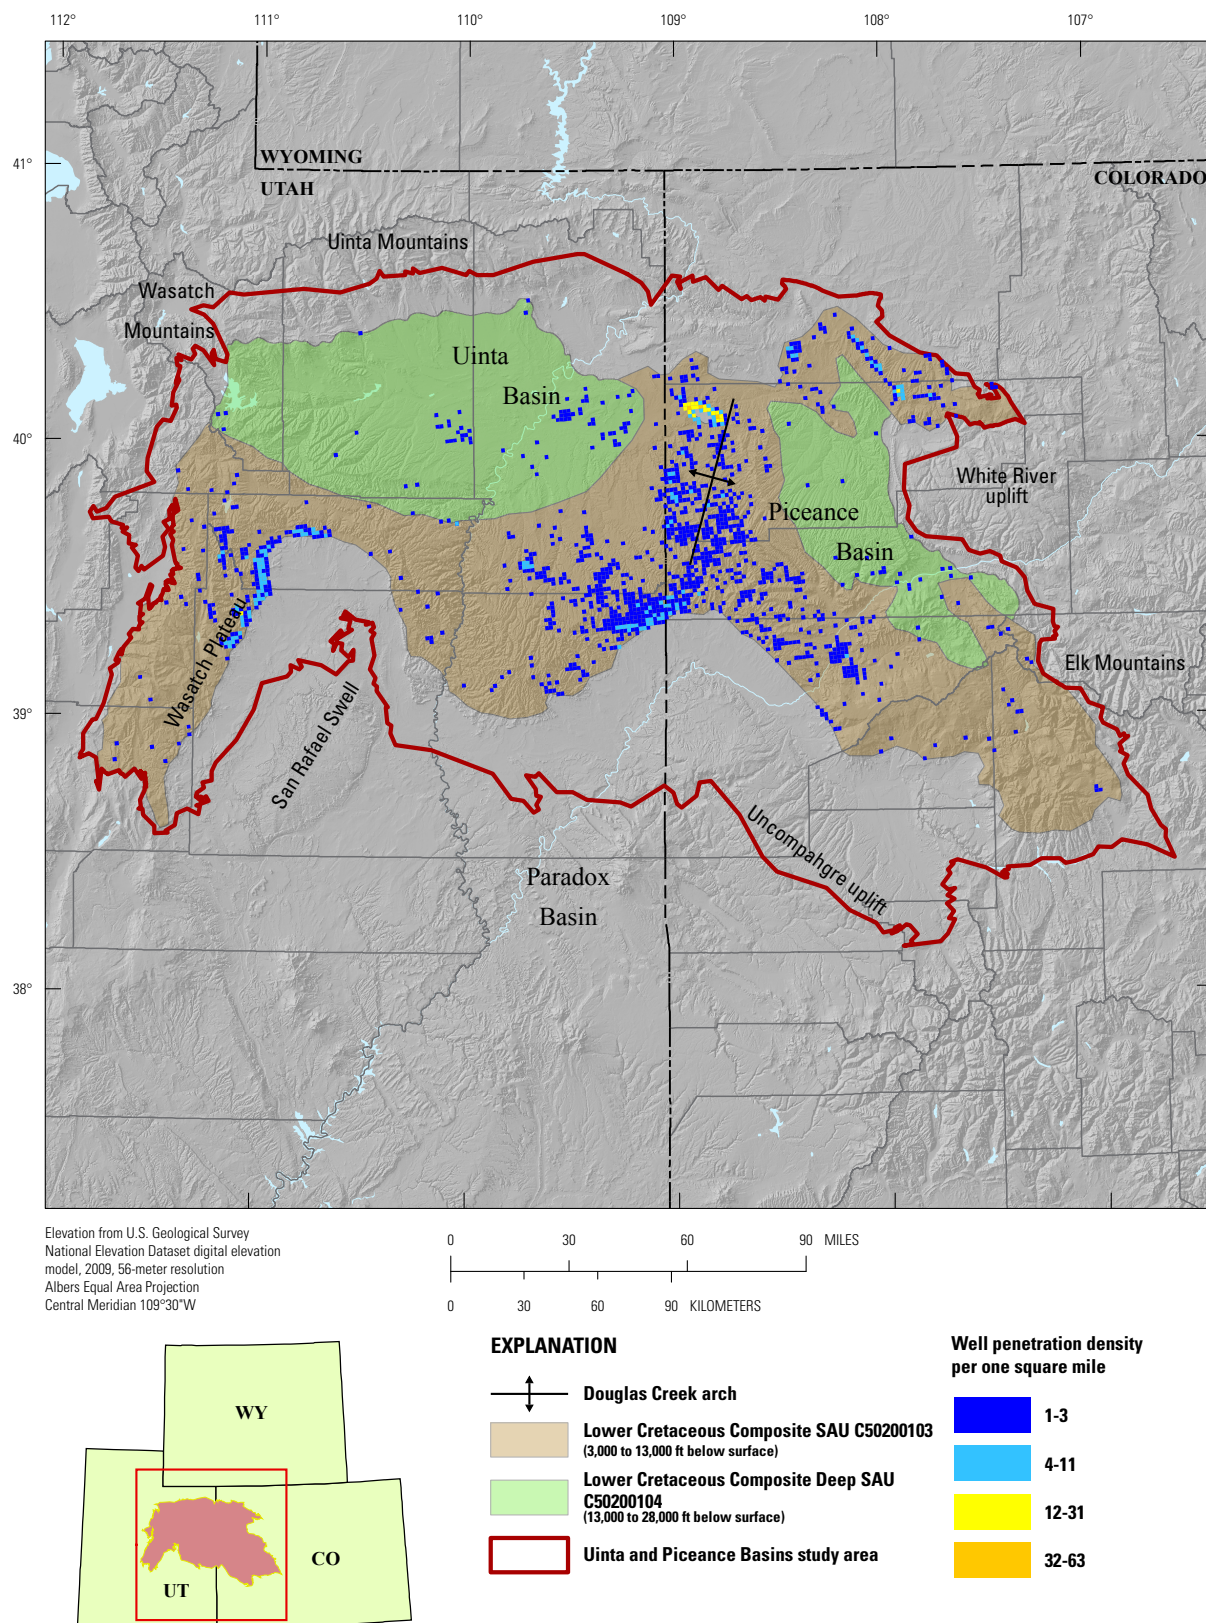 112°
111°
110°
109°
108°
107°
41°
WYOMING
UTAH
COLORADO
Uinta Mountains
Wasatch
Mountains
Uinta
Basin
40°
White River
uplift
Piceance
Basin
Wasatch Plateau
Elk Mountains
39°
San Rafael Swell
Uncompahgre uplift
Paradox
Basin
38°
Elevation from U.S. Geological Survey
National Elevation Dataset digital elevation
model, 2009, 56-meter resolution
Albers Equal Area Projection
Central Meridian 109°30"W
0 30 60 90 MILES
0 30 60 90 KILOMETERS
EXPLANATION
Douglas Creek arch
Lower Cretaceous Composite SAU C50200103
(3,000 to 13,000 ft below surface)
Lower Cretaceous Composite Deep SAU
C50200104
(13,000 to 28,000 ft below surface)
Uinta and Piceance Basins study area
Well penetration density
per one square mile
1-3
4-11
12-31
32-63
WY
UT
CO